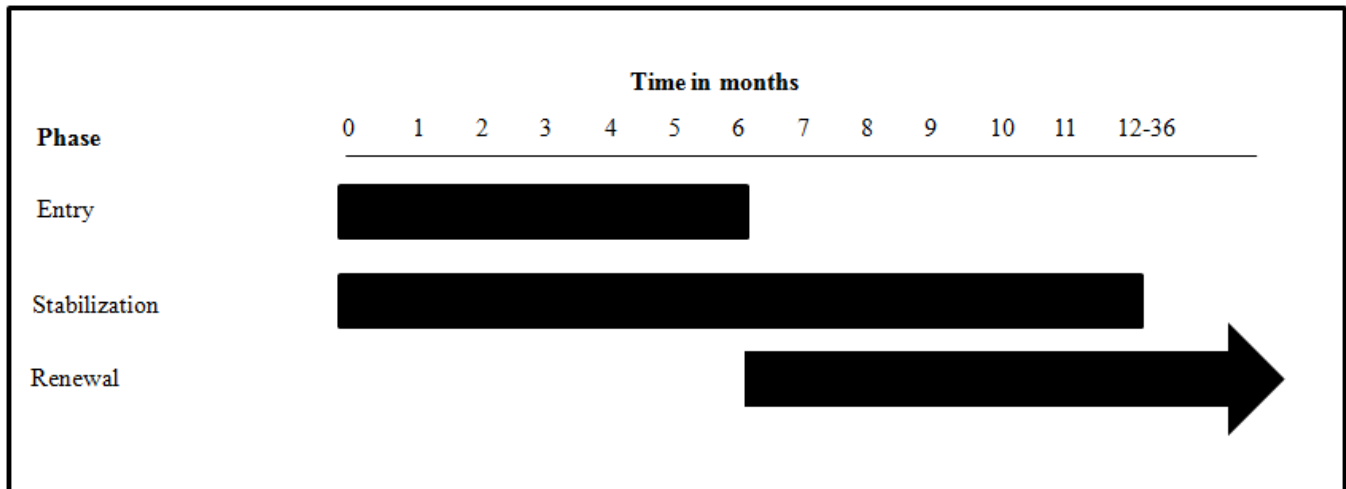 Time in months
Phase 0 1 2 3 4 5 6 7 8 9 10 11 12-36
Entry
Stabilization
Renewal